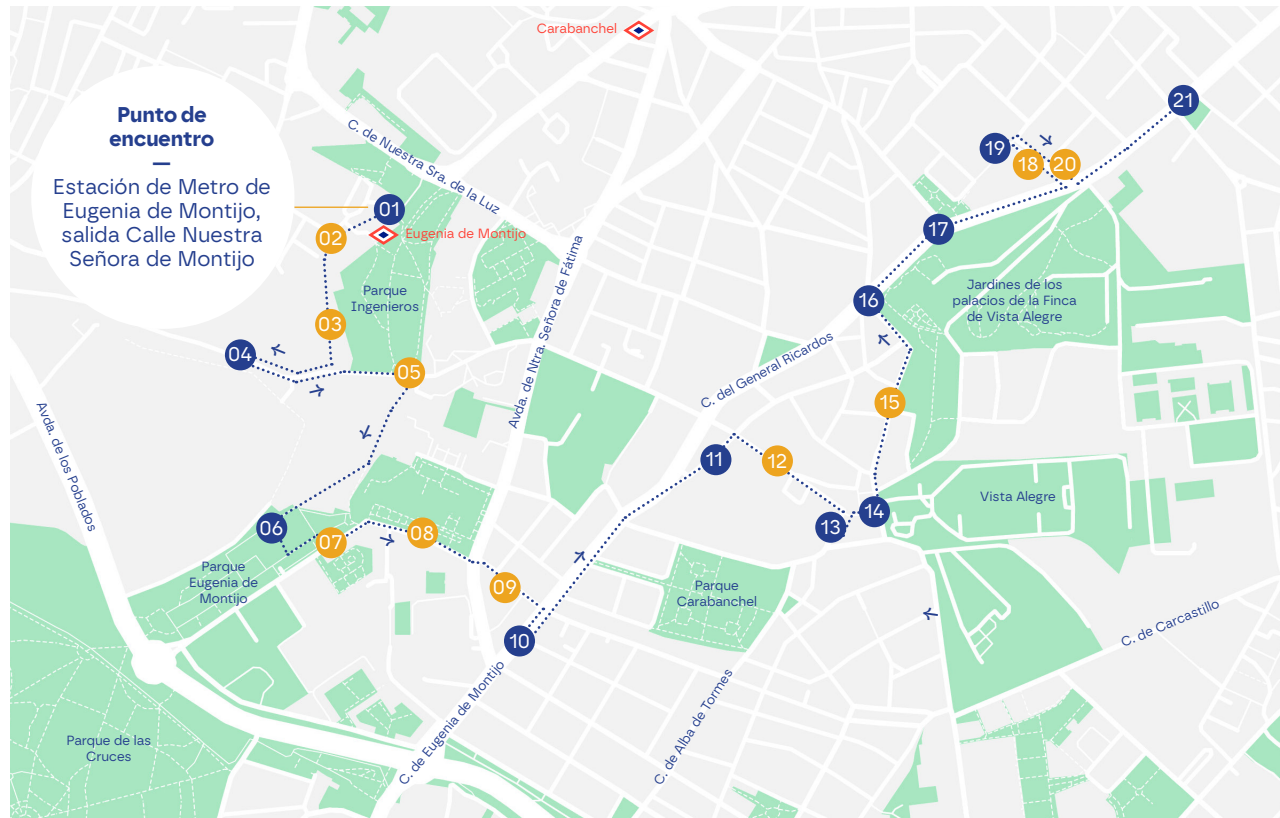 Carabanchel
Punto de
encuentro
—
Estación de Metro de
Eugenia de Montijo,
salida Calle Nuestra
Señora de Montijo
C. de Nuestra Sra. de la Luz
01
02
Eugenia de Montijo
Parque
Ingenieros
03
04
05
Avda. de Ntra. Señora de Fátima
Avda. de los Poblados
06
07
08
09
10
Parque
Eugenia de
Montijo
Parque de las
Cruces
C. de Eugenia de Montijo
C. del General Ricardos
11
12
13
14
15
16
17
18
19
20
21
Jardines de los
palacios de la Finca
de Vista Alegre
Vista Alegre
Parque
Carabanchel
C. de Alba de Tormes
C. de Carcastillo